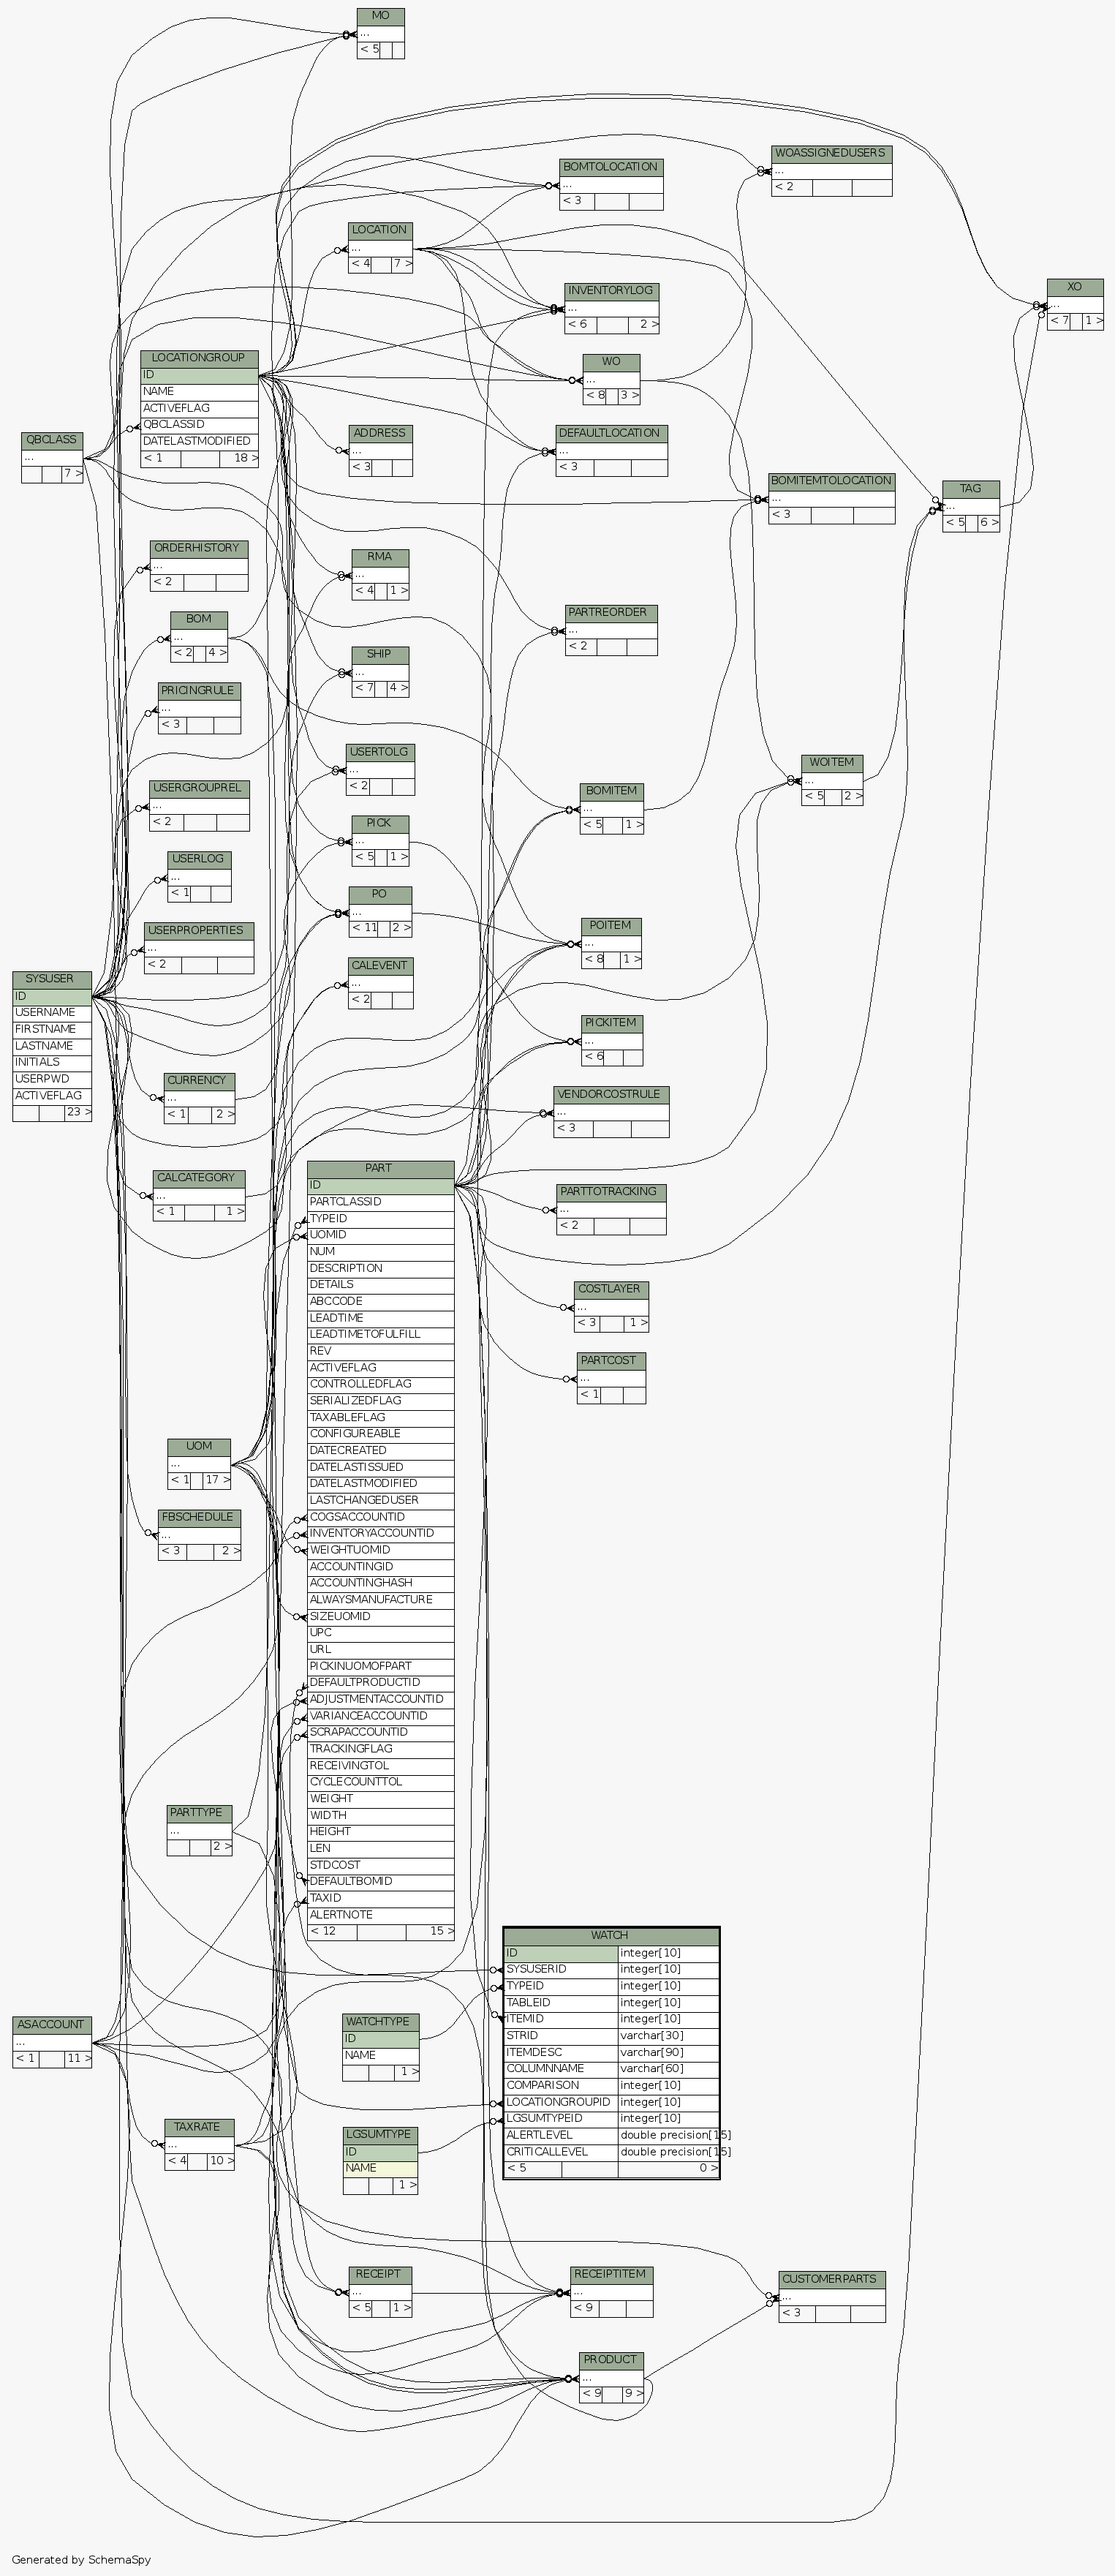 MO
...
< 5
WOASSIGNEDUSERS
...
< 2
BOMTOLOCATION
...
< 3
LOCATION
...
< 4 7 >
XO
...
< 7 1 >
INVENTORYLOG
...
< 6 2 >
LOCATIONGROUP
ID
NAME
ACTIVEFLAG
QBCLASSID
DATELASTMODIFIED
< 1 18 >
WO
...
< 8 3 >
ADDRESS
...
< 3
DEFAULTLOCATION
...
< 3
QBCLASS
...
7 >
BOMITEMTOLOCATION
...
< 3
TAG
...
< 5 6 >
ORDERHISTORY
...
< 2
RMA
...
< 4 1 >
PARTREORDER
...
< 2
BOM
...
< 2 4 >
SHIP
...
< 7 4 >
PRICINGRULE
...
< 3
USERTOLG
...
< 2
WOITEM
...
< 5 2 >
USERGROUPREL
...
< 2
BOMITEM
...
< 5 1 >
PICK
...
< 5 1 >
USERLOG
...
< 1
PO
...
< 11 2 >
USERPROPERTIES
...
< 2
POITEM
...
< 8 1 >
CALEVENT
...
< 2
SYSUSER
ID
USERNAME
FIRSTNAME
LASTNAME
INITIALS
USERPWD
ACTIVEFLAG
23 >
PICKITEM
...
< 6
CURRENCY
...
< 1 2 >
VENDORCOSTRULE
...
< 3
CALCATEGORY
...
< 1 1 >
PART
ID
PARTCLASSID
TYPEID
UOMID
NUM
DESCRIPTION
DETAILS
ABCCODE
LEADTIME
LEADTIMETOFULFILL
REV
ACTIVEFLAG
CONTROLLEDFLAG
SERIALIZEDFLAG
TAXABLEFLAG
CONFIGUREABLE
DATECREATED
DATELASTISSUED
DATELASTMODIFIED
LASTCHANGEDUSER
COGSACCOUNTID
INVENTORYACCOUNTID
WEIGHTUOMID
ACCOUNTINGID
ACCOUNTINGHASH
ALWAYSMANUFACTURE
SIZEUOMID
UPC
URL
PICKINUOMOFPART
DEFAULTPRODUCTID
ADJUSTMENTACCOUNTID
VARIANCEACCOUNTID
SCRAPACCOUNTID
TRACKINGFLAG
RECEIVINGTOL
CYCLECOUNTTOL
WEIGHT
WIDTH
HEIGHT
LEN
STDCOST
DEFAULTBOMID
TAXID
ALERTNOTE
< 12 15 >
PARTTOTRACKING
...
< 2
COSTLAYER
...
< 3 1 >
PARTCOST
...
< 1
UOM
...
< 1 17 >
FBSCHEDULE
...
< 3 2 >
PARTTYPE
...
2 >
WATCH
ID integer[10]
SYSUSERID integer[10]
TYPEID integer[10]
TABLEID integer[10]
ITEMID integer[10]
STRID varchar[30]
ITEMDESC varchar[90]
COLUMNNAME varchar[60]
COMPARISON integer[10]
LOCATIONGROUPID integer[10]
LGSUMTYPEID integer[10]
ALERTLEVEL double precision[15]
CRITICALLEVEL double precision[15]
< 5 0 >
ASACCOUNT
...
< 1 11 >
WATCHTYPE
ID
NAME
1 >
TAXRATE
...
< 4 10 >
LGSUMTYPE
ID
NAME
1 >
RECEIPT
...
< 5 1 >
RECEIPTITEM
...
< 9
CUSTOMERPARTS
...
< 3
PRODUCT
...
< 9 9 >
Generated by SchemaSpy